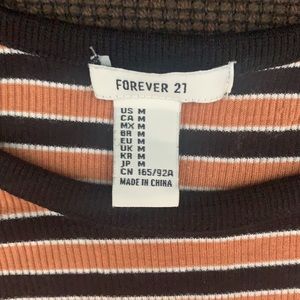 FOREVER 21
US M
CA M
MX M
BR M
EU M
UK M
KR M
JP M
CN 165/92A
MADE IN CHINA